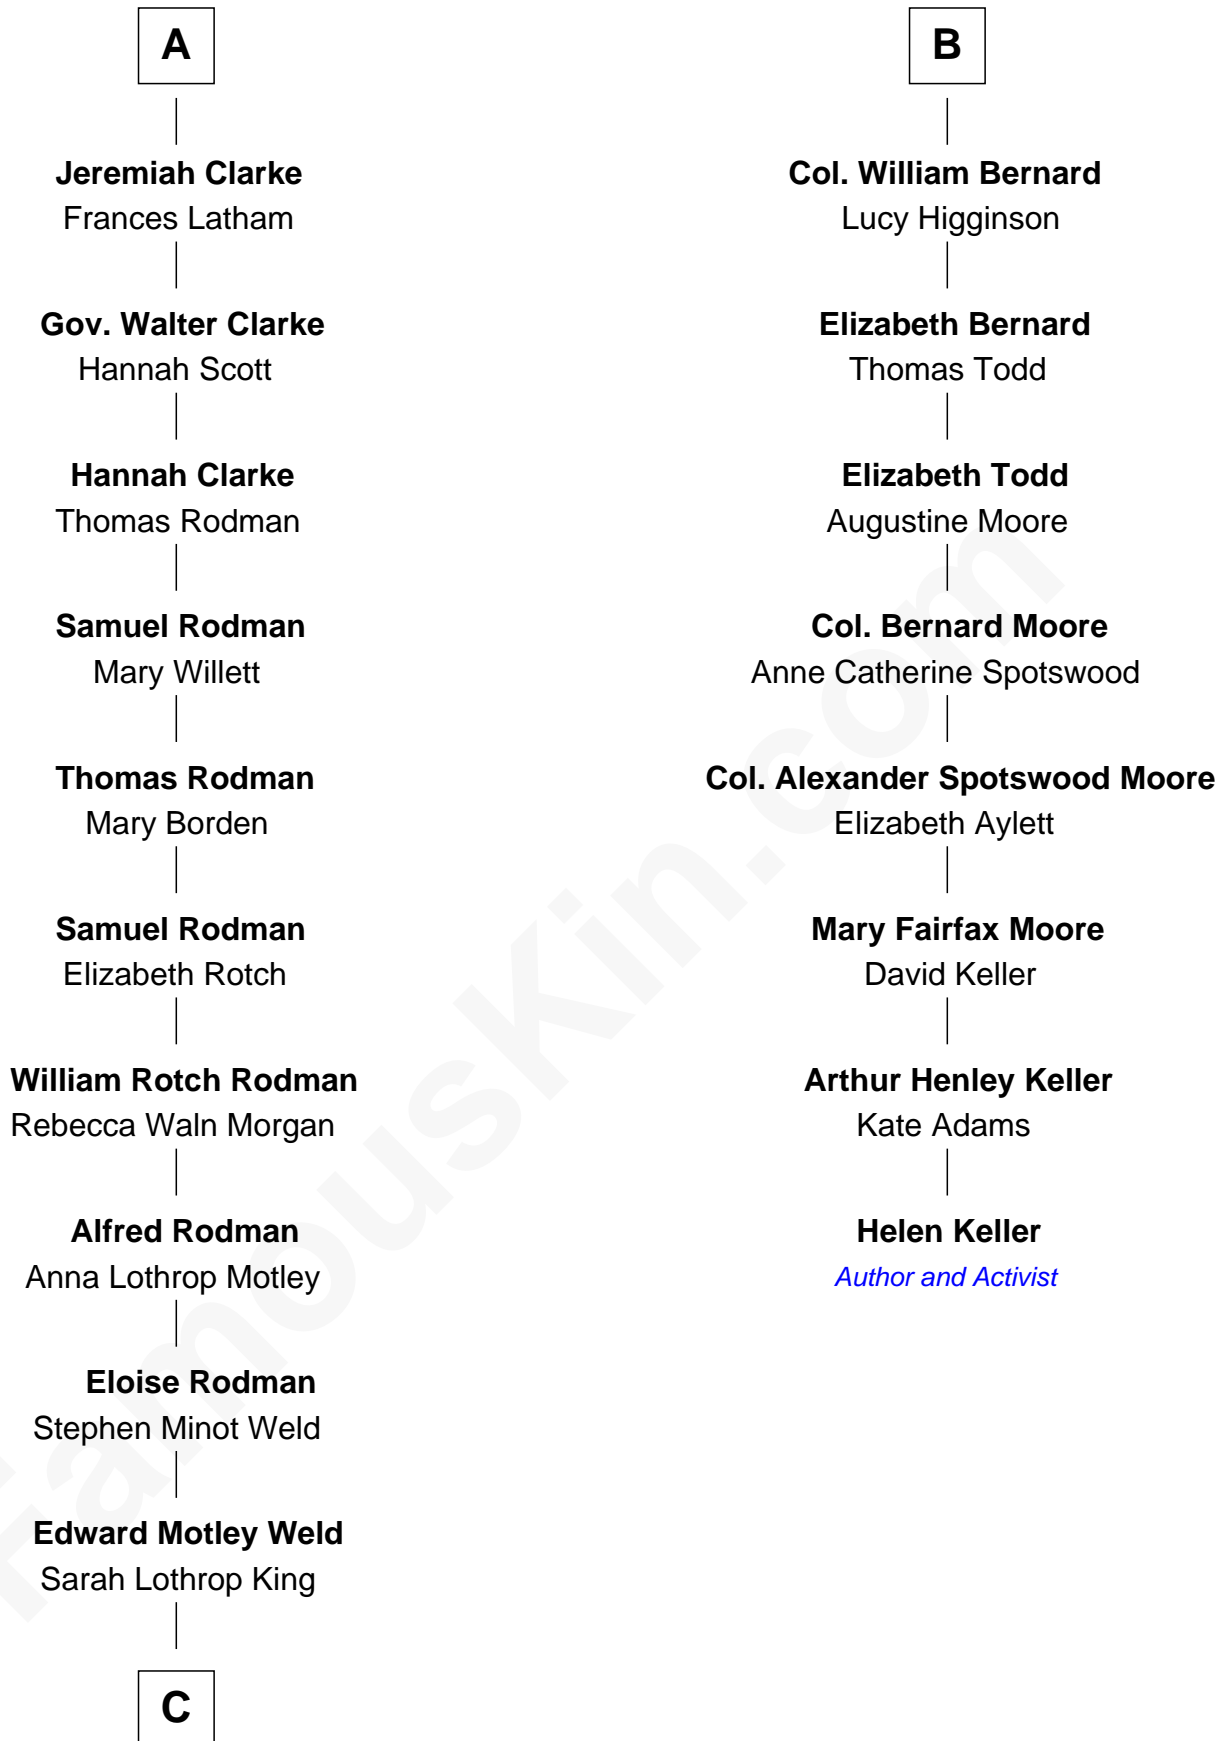 A
Jeremiah Clarke
Frances Latham
Gov. Walter Clarke
Hannah Scott
Hannah Clarke
Thomas Rodman
Samuel Rodman
Mary Willett
Thomas Rodman
Mary Borden
Samuel Rodman
Elizabeth Rotch
William Rotch Rodman
Rebecca Waln Morgan
Alfred Rodman
Anna Lothrop Motley
Eloise Rodman
Stephen Minot Weld
Edward Motley Weld
Sarah Lothrop King
C
B
Col. William Bernard
Lucy Higginson
Elizabeth Bernard
Thomas Todd
Elizabeth Todd
Augustine Moore
Col. Bernard Moore
Anne Catherine Spotswood
Col. Alexander Spotswood Moore
Elizabeth Aylett
Mary Fairfax Moore
David Keller
Arthur Henley Keller
Kate Adams
Helen Keller
Author and Activist
FamousKin.com